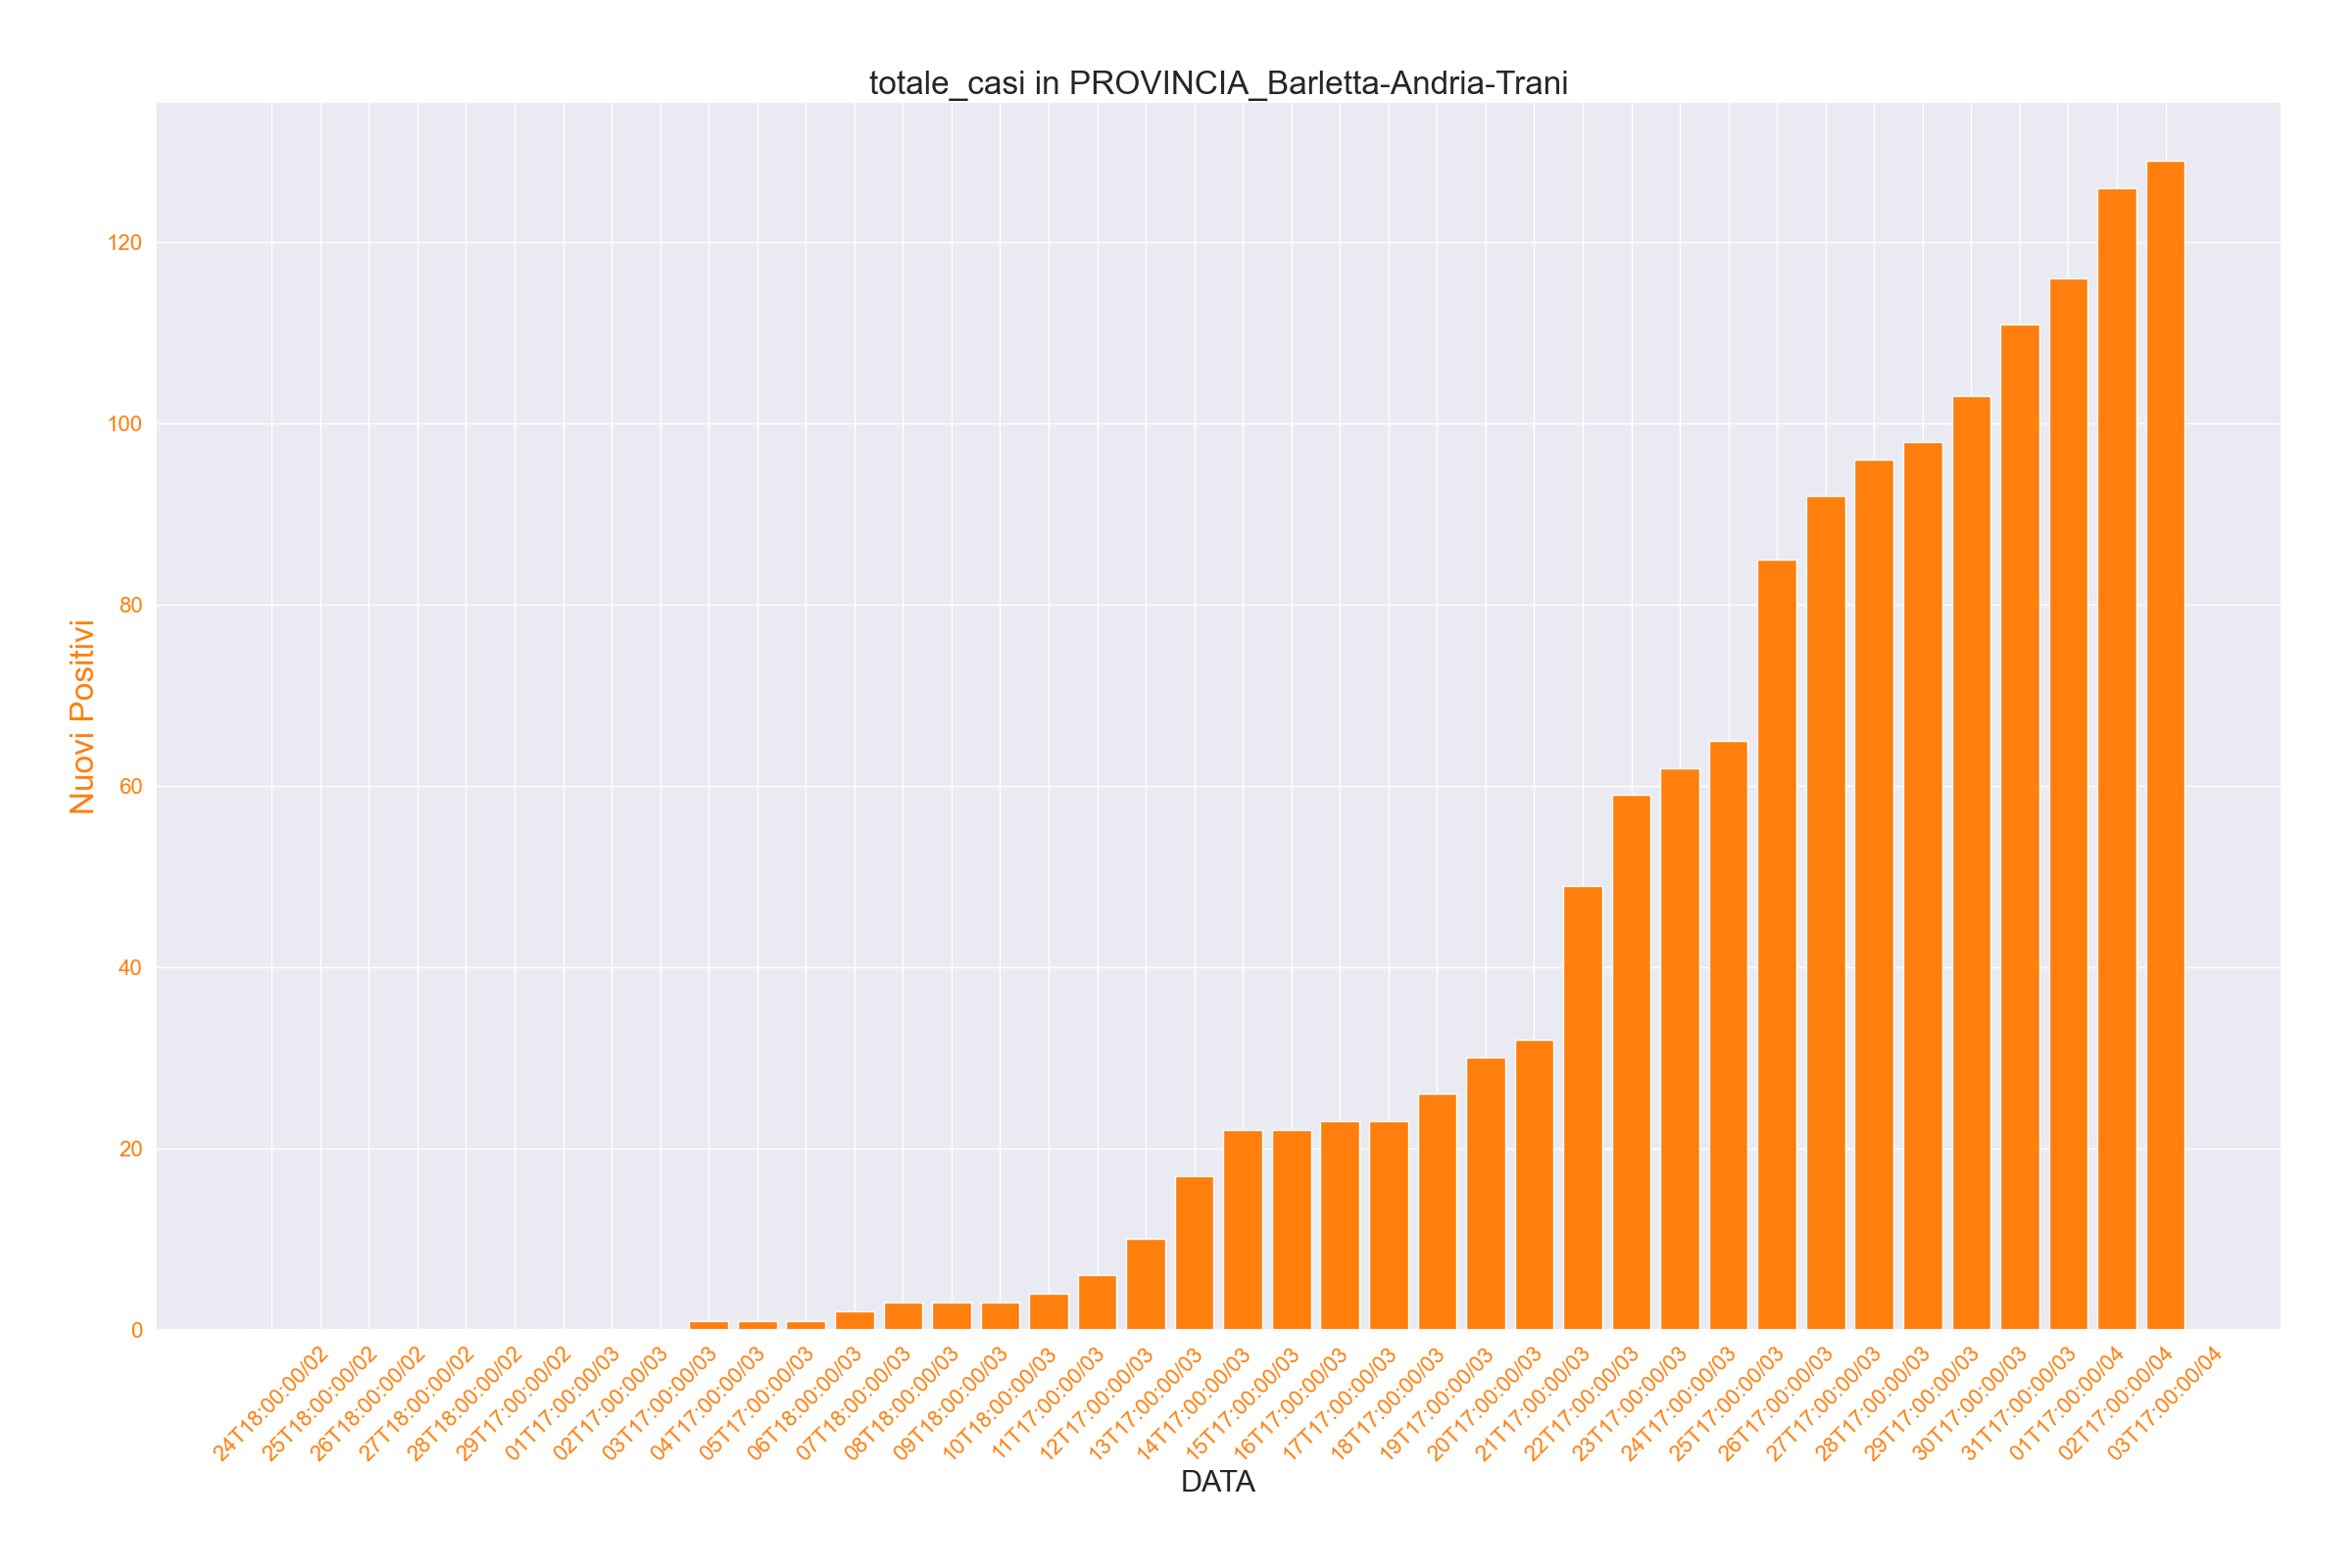 totale_casi in PROVINCIA_Barletta-Andria-Trani
Nuovi Positivi
120
100
80
60
40
20
0
24T18:00:00/02
25T18:00:00/02
26T18:00:00/02
27T18:00:00/02
28T18:00:00/02
29T17:00:00/02
01T17:00:00/03
02T17:00:00/03
03T17:00:00/03
04T17:00:00/03
05T17:00:00/03
06T18:00:00/03
07T18:00:00/03
08T18:00:00/03
09T18:00:00/03
10T18:00:00/03
11T17:00:00/03
12T17:00:00/03
13T17:00:00/03
14T17:00:00/03
15T17:00:00/03
16T17:00:00/03
17T17:00:00/03
18T17:00:00/03
19T17:00:00/03
20T17:00:00/03
21T17:00:00/03
22T17:00:00/03
23T17:00:00/03
24T17:00:00/03
25T17:00:00/03
26T17:00:00/03
27T17:00:00/03
28T17:00:00/03
29T17:00:00/03
30T17:00:00/03
31T17:00:00/03
01T17:00:00/04
02T17:00:00/04
03T17:00:00/04
DATA